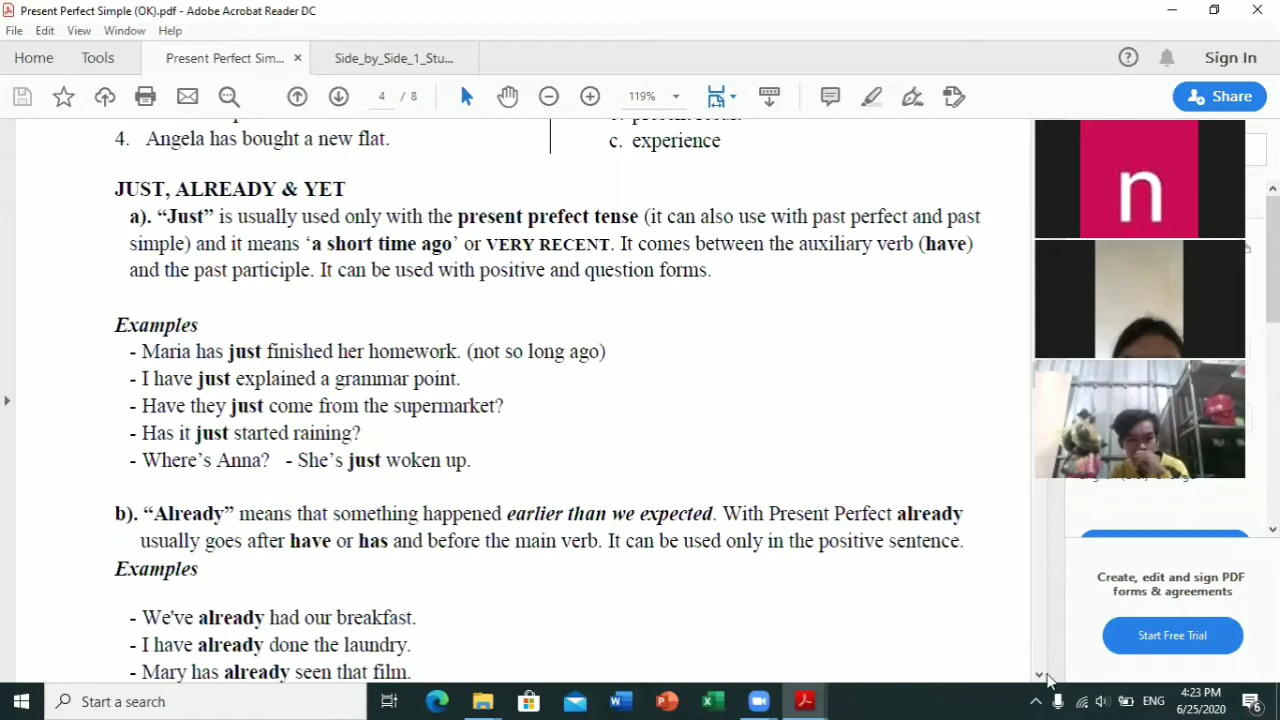 Present Perfect Simple (OK).pdf - Adobe Acrobat Reader DC
File Edit View Window Help
Home Tools Present Perfect Sim... × Side_by_Side_1_Stu... Sign In
4 / 8 119% Share
4. Angela has bought a new flat.
c. experience
n
JUST, ALREADY & YET
a). “Just” is usually used only with the present prefect tense (it can also use with past perfect and past
simple) and it means ‘a short time ago’ or VERY RECENT. It comes between the auxiliary verb (have)
and the past participle. It can be used with positive and question forms.
Examples
- Maria has just finished her homework. (not so long ago)
- I have just explained a grammar point.
- Have they just come from the supermarket?
- Has it just started raining?
- Where’s Anna? - She’s just woken up.
b). “Already” means that something happened earlier than we expected. With Present Perfect already
usually goes after have or has and before the main verb. It can be used only in the positive sentence.
Examples
- We've already had our breakfast.
- I have already done the laundry.
- Mary has already seen that film.
Create, edit and sign PDF
forms & agreements
Start Free Trial
Start a search
ENG
4:23 PM
6/25/2020
6